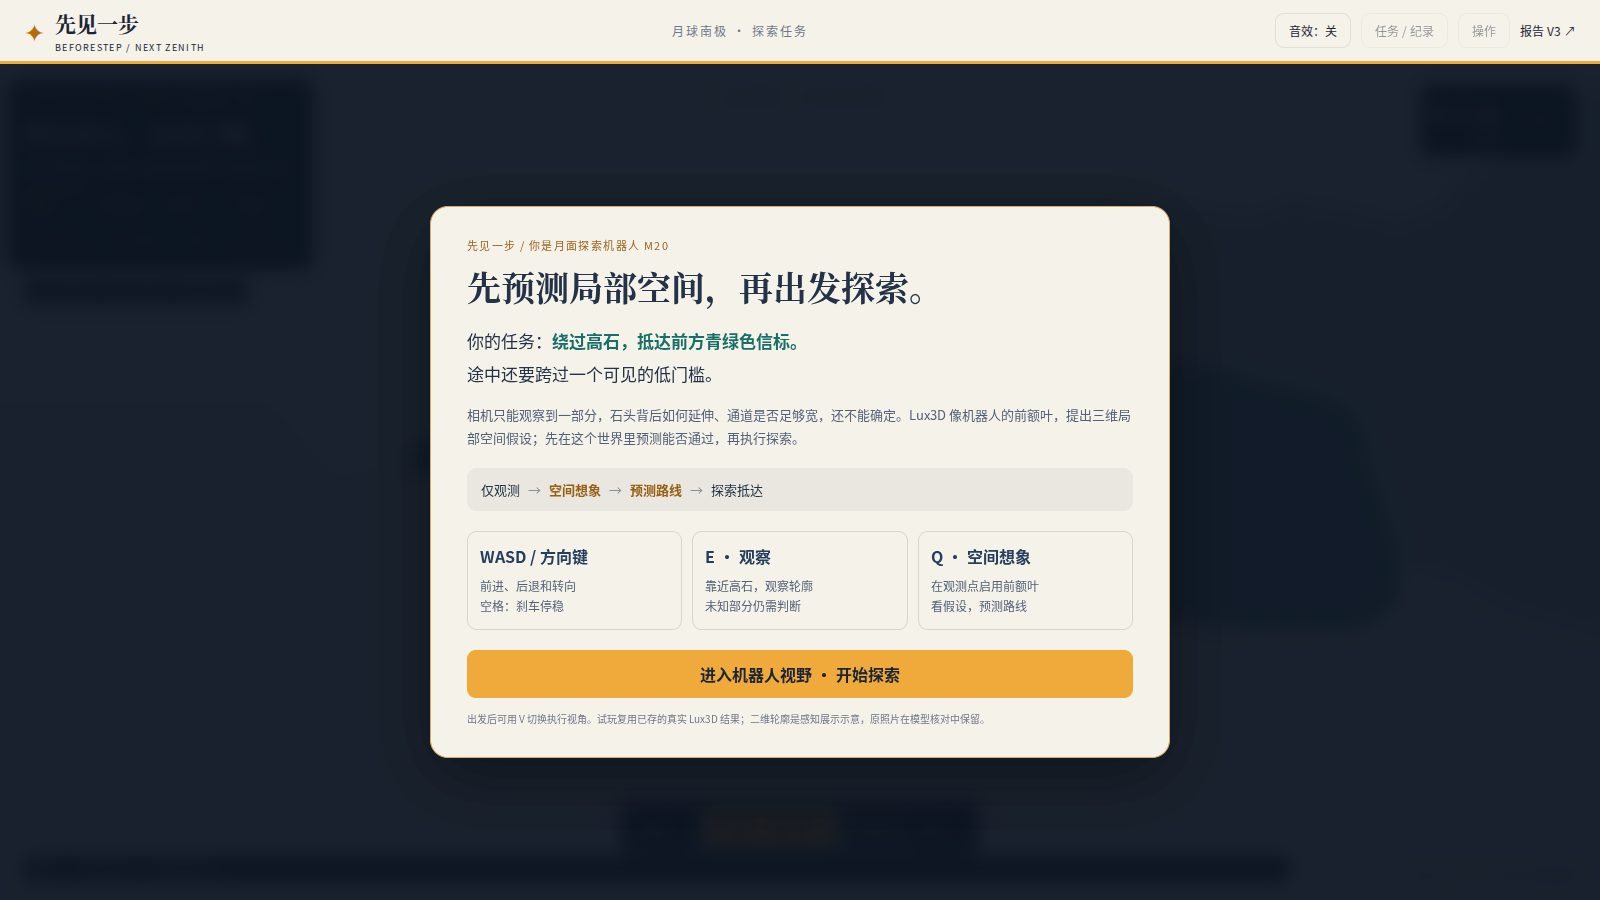 先见一步
BEFORESTEP / NEXT ZENITH
月球南极 · 探索任务
音效：关
任务 / 纪录
操作
报告 V3 ↗
先见一步 / 你是月面探索机器人 M20
先预测局部空间，再出发探索。
你的任务：绕过高石，抵达前方青绿色信标。
途中还要跨过一个可见的低门槛。
相机只能观察到一部分，石头背后如何延伸、通道是否足够宽，还不能确定。Lux3D 像机器人的前额叶，提出三维局
部空间假设；先在这个世界里预测能否通过，再执行探索。
仅观测 → 空间想象 → 预测路线 → 探索抵达
WASD / 方向键
前进、后退和转向
空格：刹车停稳
E · 观察
靠近高石，观察轮廓
未知部分仍需判断
Q · 空间想象
在观测点启用前额叶
看假设，预测路线
进入机器人视野 · 开始探索
出发后可用 V 切换执行视角。试玩复用已存的真实 Lux3D 结果；二维轮廓是感知展示示意，原照片在模型核对中保留。